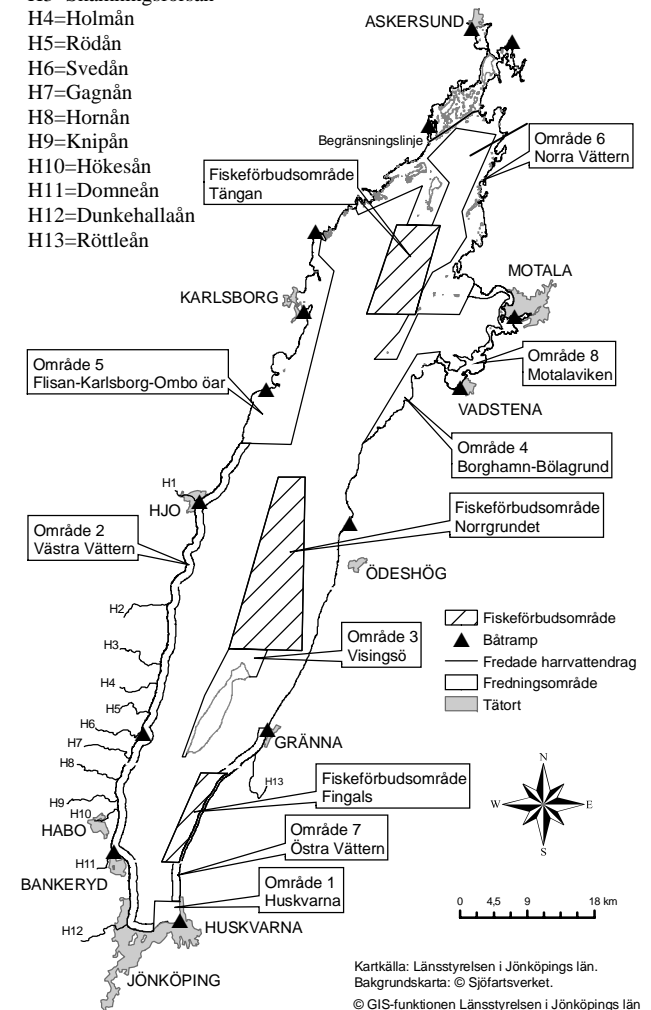 H4=Holmån
H5=Rödån
H6=Svedån
H7=Gagnån
H8=Hornån
H9=Knipån
H10=Hökesån
H11=Domneån
H12=Dunkehallaån
H13=Röttleån
ASKERSUND
Begränsningslinje
Område 6
Norra Vättern
Fiskeförbudsområde
Tängan
MOTALA
KARLSBORG
Område 5
Flisan-Karlsborg-Ombo öar
Område 8
Motalaviken
VADSTENA
Område 4
Borghamn-Bölagrund
H1
HJO
Fiskeförbudsområde
Norrgrundet
Område 2
Västra Vättern
ÖDESHÖG
H2
H3
H4
H5
H6
H7
H8
H9
H10
HABO
H11
BANKERYD
H12
JÖNKÖPING
Område 3
Visingsö
GRÄNNA
H13
Fiskeförbudsområde
Fingals
Område 7
Östra Vättern
Område 1
Huskvarna
HUSKVARNA
Fiskeförbudsområde
Båtramp
Fredade harrvattendrag
Fredningsområde
Tätort
N
W
E
S
0 4,5 9 18 km
Kartkälla: Länsstyrelsen i Jönköpings län.
Bakgrundskarta: © Sjöfartsverket.
© GIS-funktionen Länsstyrelsen i Jönköpings län